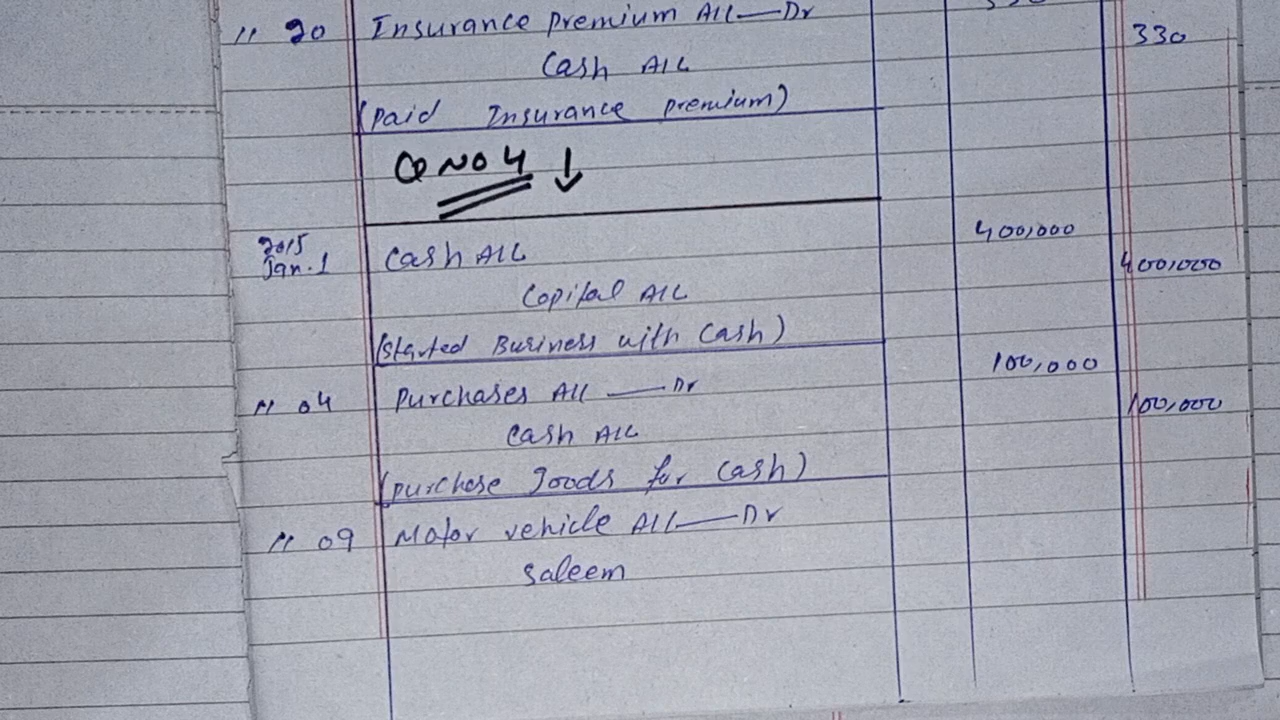 " 20 Insurance premium A/C — Dr
330
Cash A/C
(paid Insurance premium)
Q NO 4 ↓
2015
Jan. 1 Cash A/C 400,000
Copital A/C 400,000
(Started Business with Cash)
" 04 Purchases A/C — Dr 100,000
Cash A/C 100,000
(purchase goods for Cash)
" 09 Motor vehicle A/C — Dr
Saleem